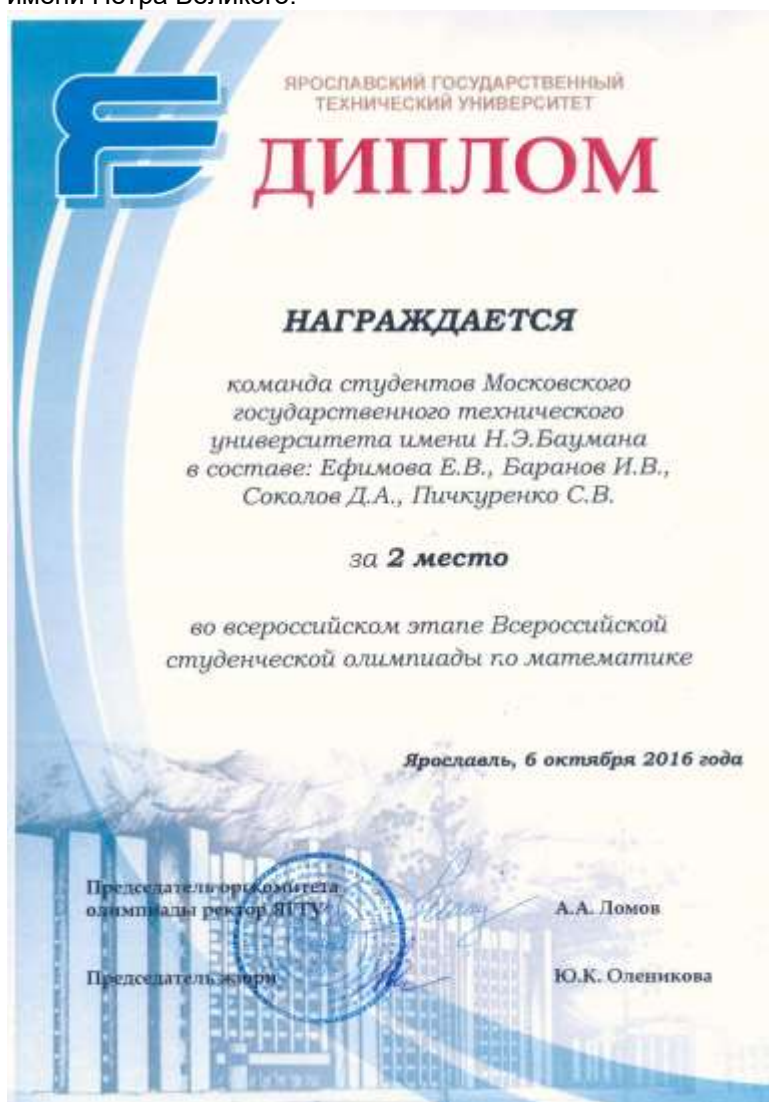 имени Петра Великого.
ЯРОСЛАВСКИЙ ГОСУДАРСТВЕННЫЙ
ТЕХНИЧЕСКИЙ УНИВЕРСИТЕТ
ДИПЛОМ
НАГРАЖДАЕТСЯ
команда студентов Московского
государственного технического
университета имени Н.Э.Баумана
в составе: Ефимова Е.В., Баранов И.В.,
Соколов Д.А., Пичкуренко С.В.
за 2 место
во всероссийском этапе Всероссийской
студенческой олимпиады по математике
Ярославль, 6 октября 2016 года
Председатель оргкомитета
олимпиады ректор ЯГТУ
А.А. Ломов
Председатель жюри
Ю.К. Оленикова